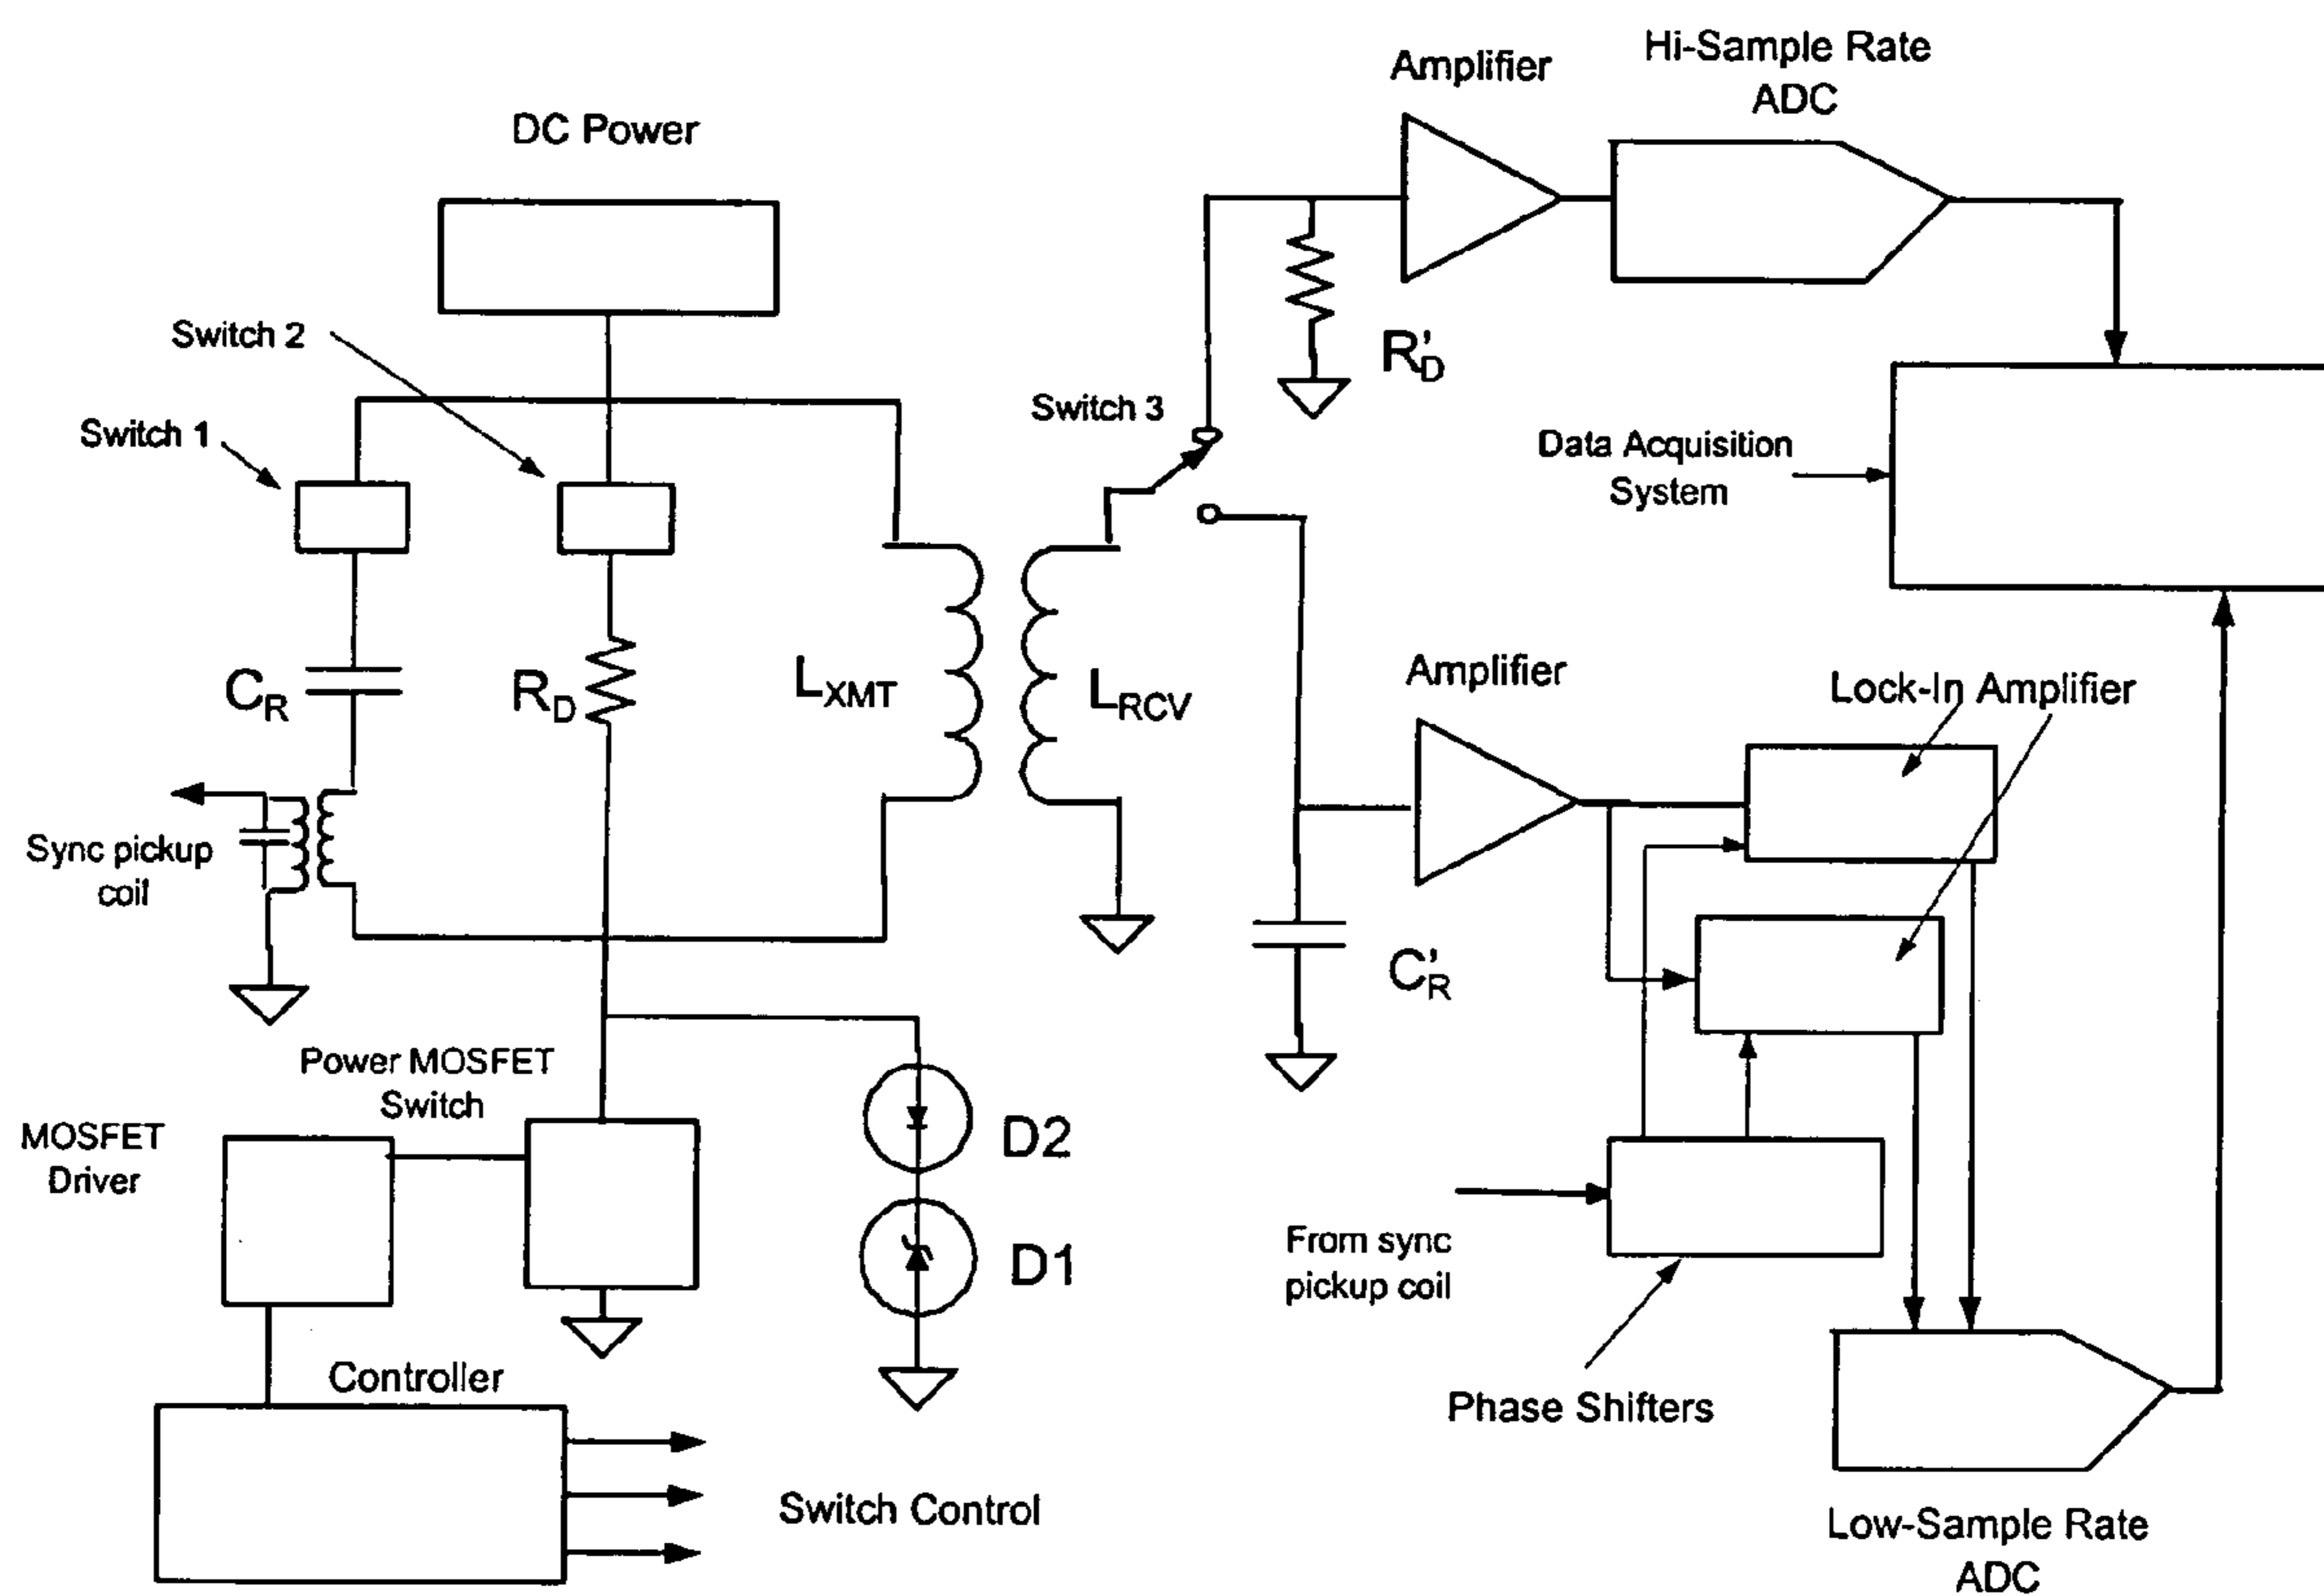 Hi-Sample Rate
ADC
Amplifier
DC Power
Switch 2
Switch 1
R'D
Switch 3
Data Acquisition
System
CR
RD
LXMT
LRCV
Amplifier
Lock-In Amplifier
Sync pickup
coil
C'R
Power MOSFET
Switch
MOSFET
Driver
D2
D1
From sync
pickup coil
Controller
Phase Shifters
Switch Control
Low-Sample Rate
ADC